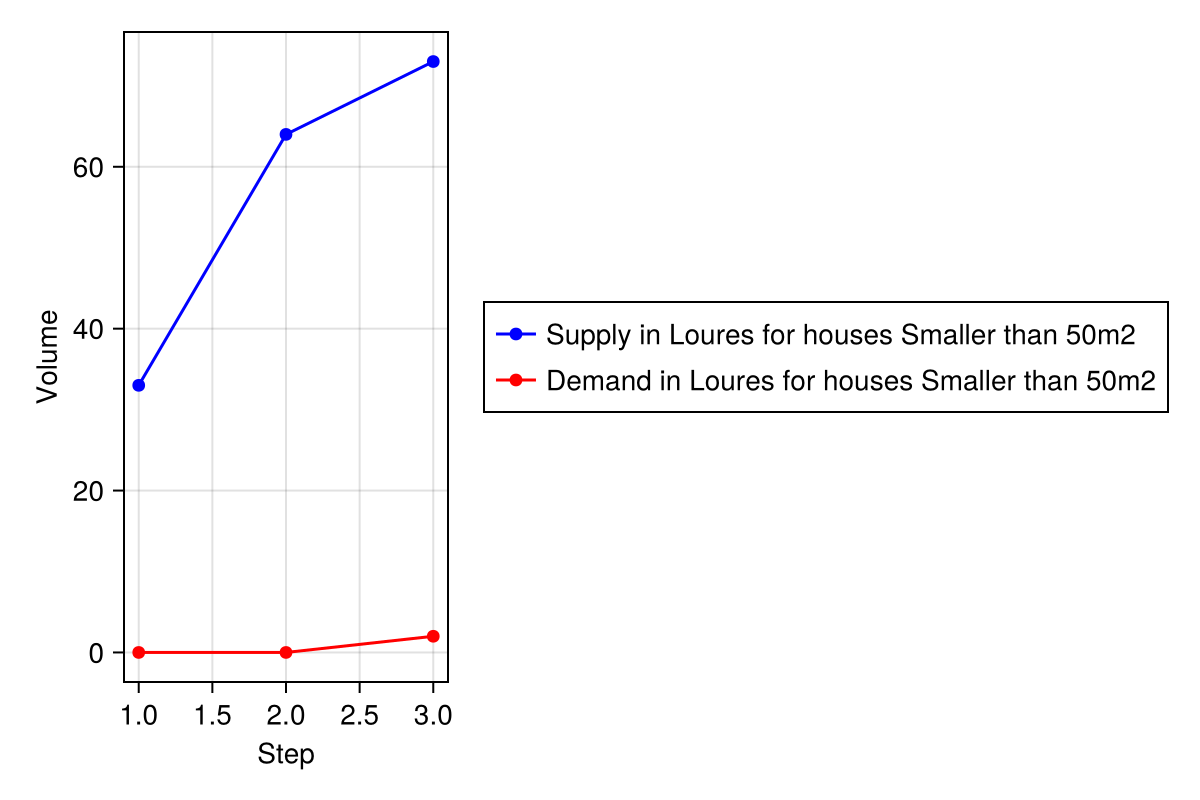 Volume
60
40
20
0
1.0 1.5 2.0 2.5 3.0
Step
Supply in Loures for houses Smaller than 50m2
Demand in Loures for houses Smaller than 50m2